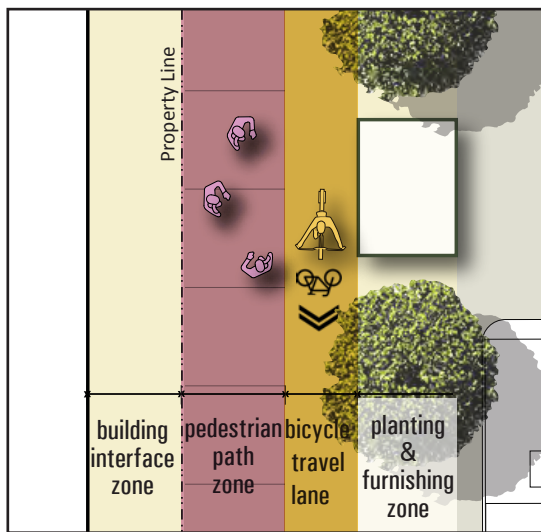 Property Line
building
interface
zone
pedestrian
path
zone
bicycle
travel
lane
planting
&
furnishing
zone